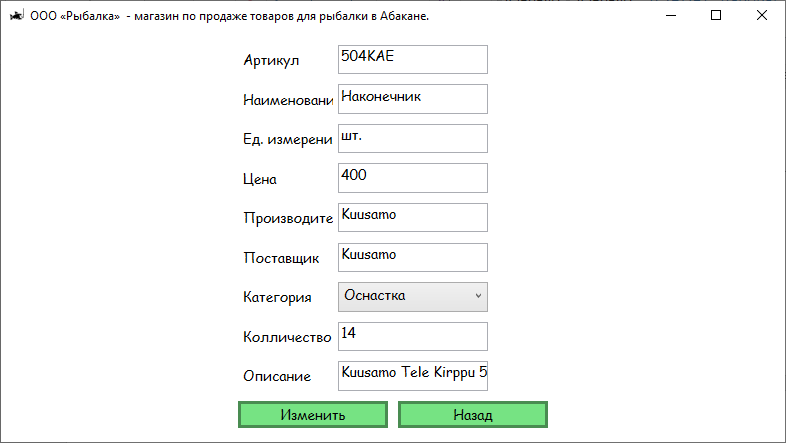 ООО «Рыбалка» - магазин по продаже товаров для рыбалки в Абакане.
Артикул 504KAE
Наименовани Наконечник
Ед. измерени шт.
Цена 400
Производите Kuusamo
Поставщик Kuusamo
Категория Оснастка
Колличество 14
Описание Kuusamo Tele Kirppu 5
Изменить Назад